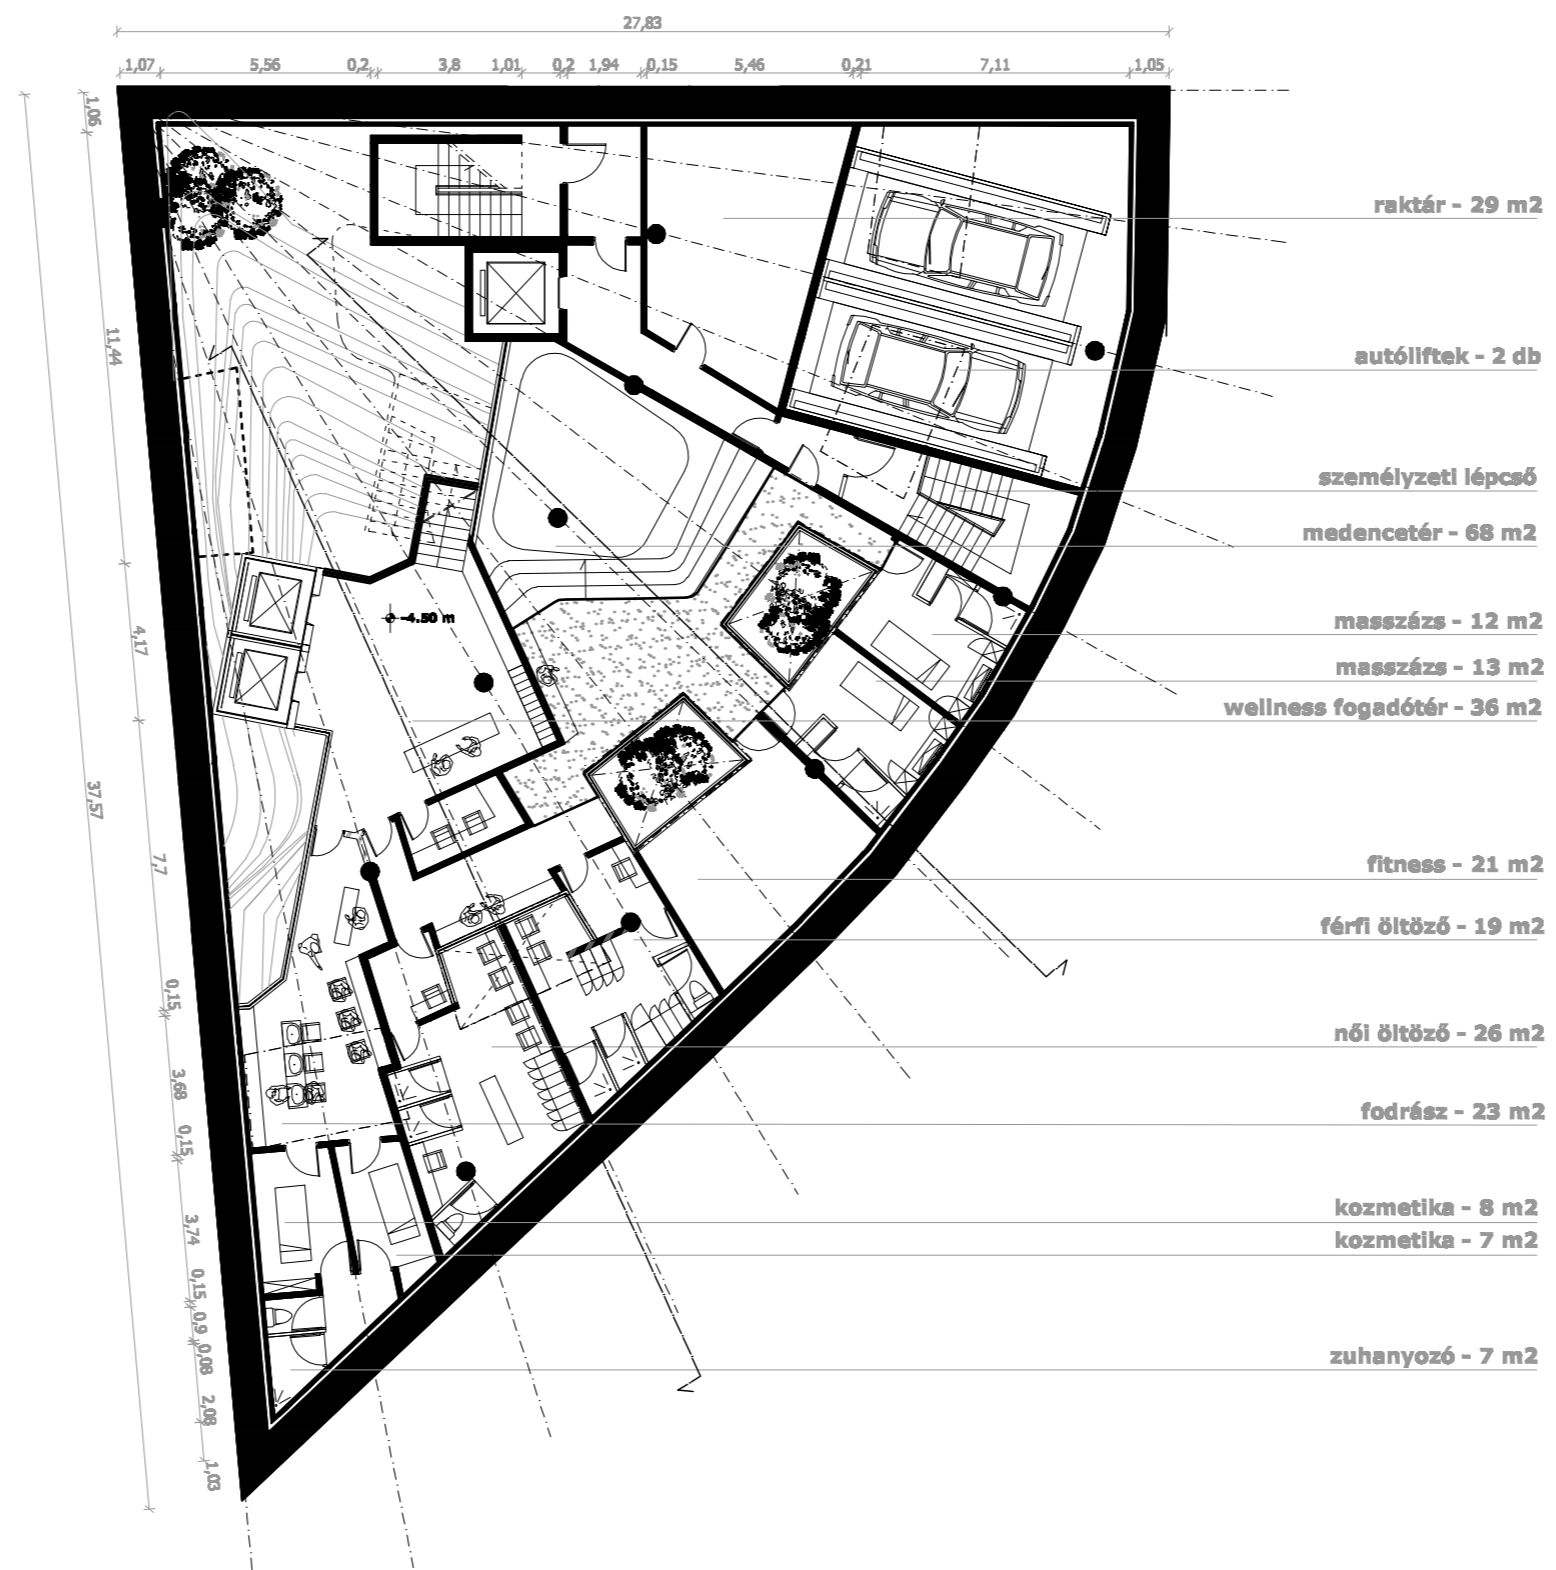 27,83
1,07 5,56 0,2 3,8 1,01 0,2 1,94 0,15 5,46 0,21 7,11 1,05
1,06
11,44
4,17
37,57
7,7
0,15
3,68
0,15
3,74
0,15
0,9
0,08
2,08
1,03
-4.50 m
raktár - 29 m2
autóliftek - 2 db
személyzeti lépcső
medencetér - 68 m2
masszázs - 12 m2
masszázs - 13 m2
wellness fogadótér - 36 m2
fitness - 21 m2
férfi öltöző - 19 m2
női öltöző - 26 m2
fodrász - 23 m2
kozmetika - 8 m2
kozmetika - 7 m2
zuhanyozó - 7 m2